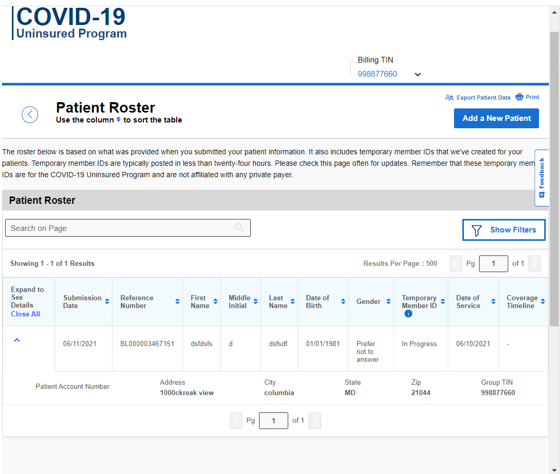 COVID-19
Uninsured Program
Billing TIN
998877660
Export Patient Data Print
Patient Roster
Use the column to sort the table
Add a New Patient
The roster below is based on what was provided when you submitted your patient information. It also includes temporary member IDs that we've created for your
patients. Temporary member IDs are typically posted in less than twenty-four hours. Please check this page often for updates. Remember that these temporary mem
IDs are for the COVID-19 Uninsured Program and are not affiliated with any private payer.
Feedback
Patient Roster
Search on Page
Show Filters
Showing 1 - 1 of 1 Results
Results Per Page : 500
Pg 1 of 1
Expand to See Details Close All
Submission Date
Reference Number
First Name
Middle Initial
Last Name
Date of Birth
Gender
Temporary Member ID
Date of Service
Coverage Timeline
06/11/2021 BL000003467151 dsfdsfs d dsfsdf 01/01/1981 Prefer not to answer In Progress 06/10/2021 -
Patient Account Number
Address
1000ckreak view
City
columbia
State
MD
Zip
21044
Group TIN
998877660
Pg 1 of 1